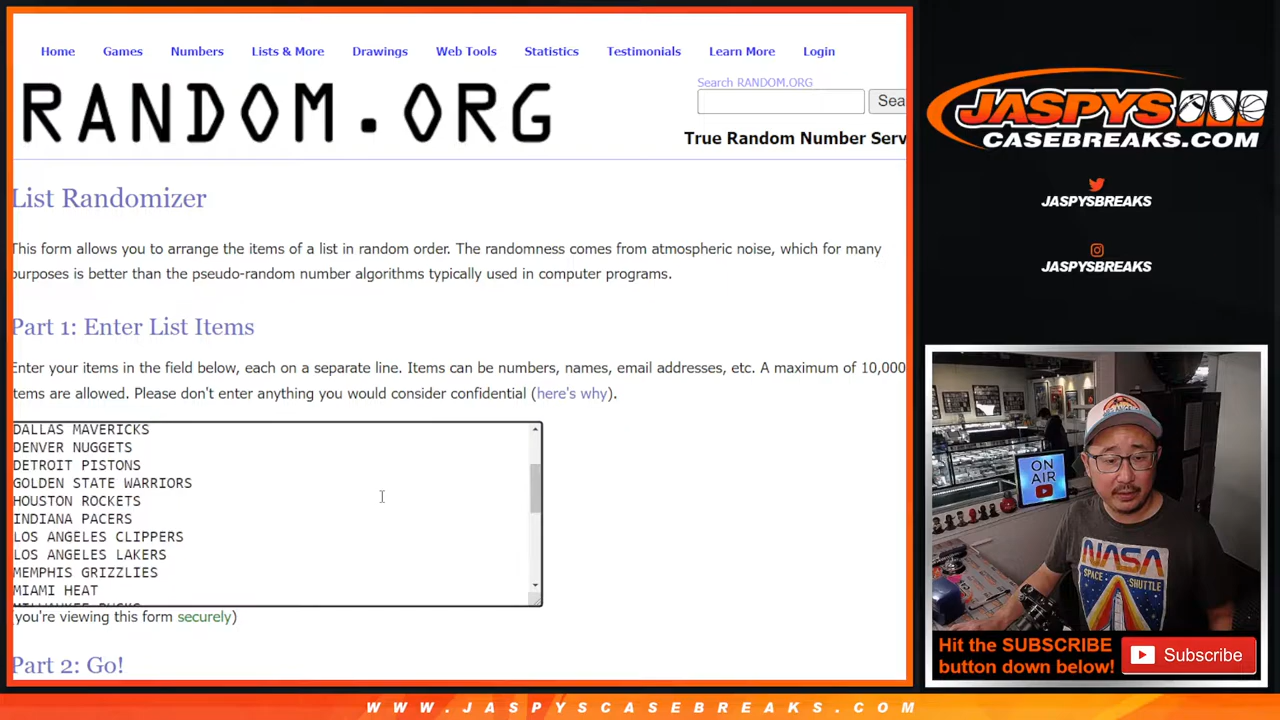 Home Games Numbers Lists & More Drawings Web Tools Statistics Testimonials Learn More Login
Search RANDOM.ORG
RANDOM.ORG
Sea
True Random Number Serv
List Randomizer
This form allows you to arrange the items of a list in random order. The randomness comes from atmospheric noise, which for many
purposes is better than the pseudo-random number algorithms typically used in computer programs.
Part 1: Enter List Items
Enter your items in the field below, each on a separate line. Items can be numbers, names, email addresses, etc. A maximum of 10,000
items are allowed. Please don't enter anything you would consider confidential (here's why).
DALLAS MAVERICKS
DENVER NUGGETS
DETROIT PISTONS
GOLDEN STATE WARRIORS
HOUSTON ROCKETS
INDIANA PACERS
LOS ANGELES CLIPPERS
LOS ANGELES LAKERS
MEMPHIS GRIZZLIES
MIAMI HEAT
(you're viewing this form securely)
Part 2: Go!
JASPYS
CASEBREAKS.COM
JASPYSBREAKS
JASPYSBREAKS
ON
AIR
NASA
SPACE SHUTTLE
Hit the SUBSCRIBE
button down below!
Subscribe
WWW.JASPYSCASEBREAKS.COM